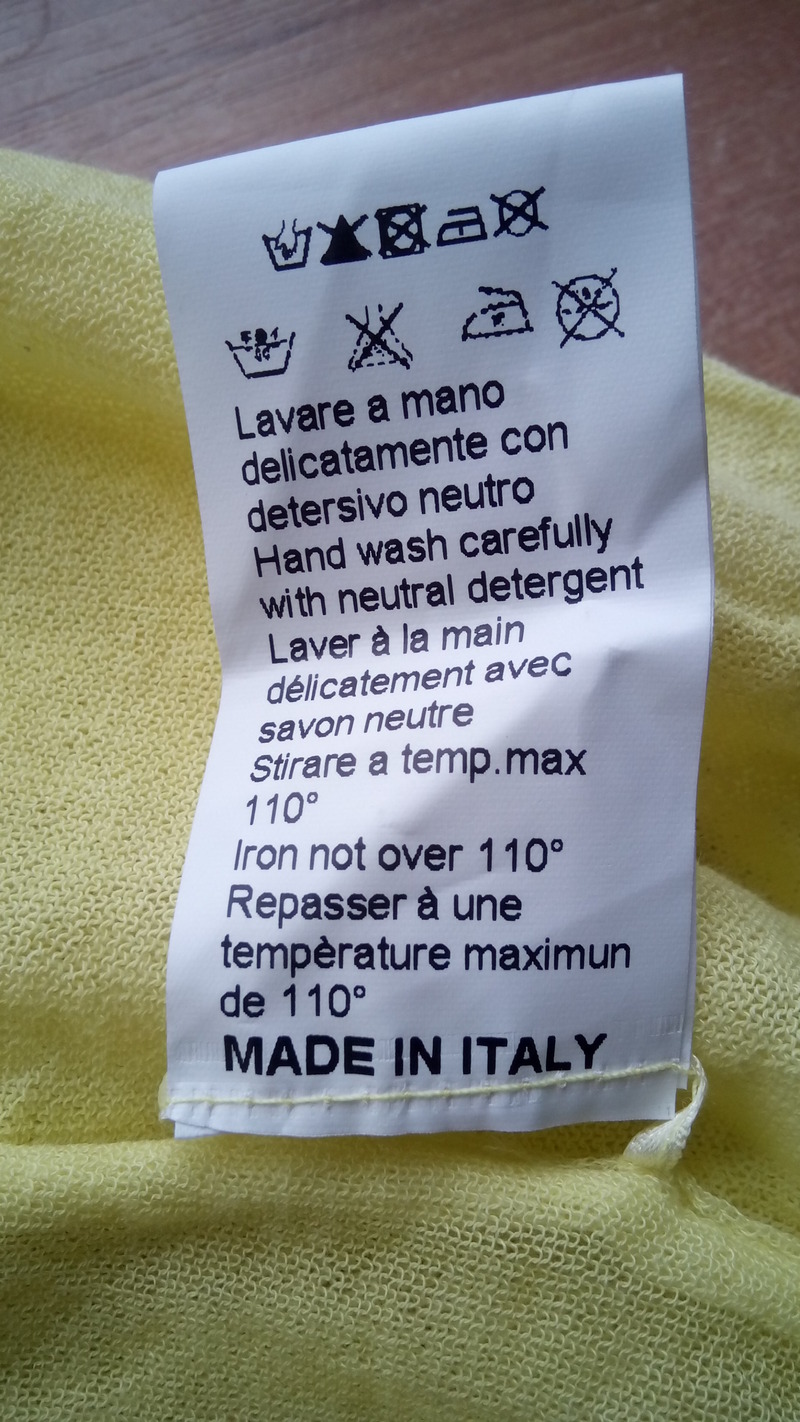 Lavare a mano
delicatamente con
detersivo neutro
Hand wash carefully
with neutral detergent
Laver à la main
délicatement avec
savon neutre
Stirare a temp.max
110°
Iron not over 110°
Repasser à une
tempèrature maximun
de 110°
MADE IN ITALY